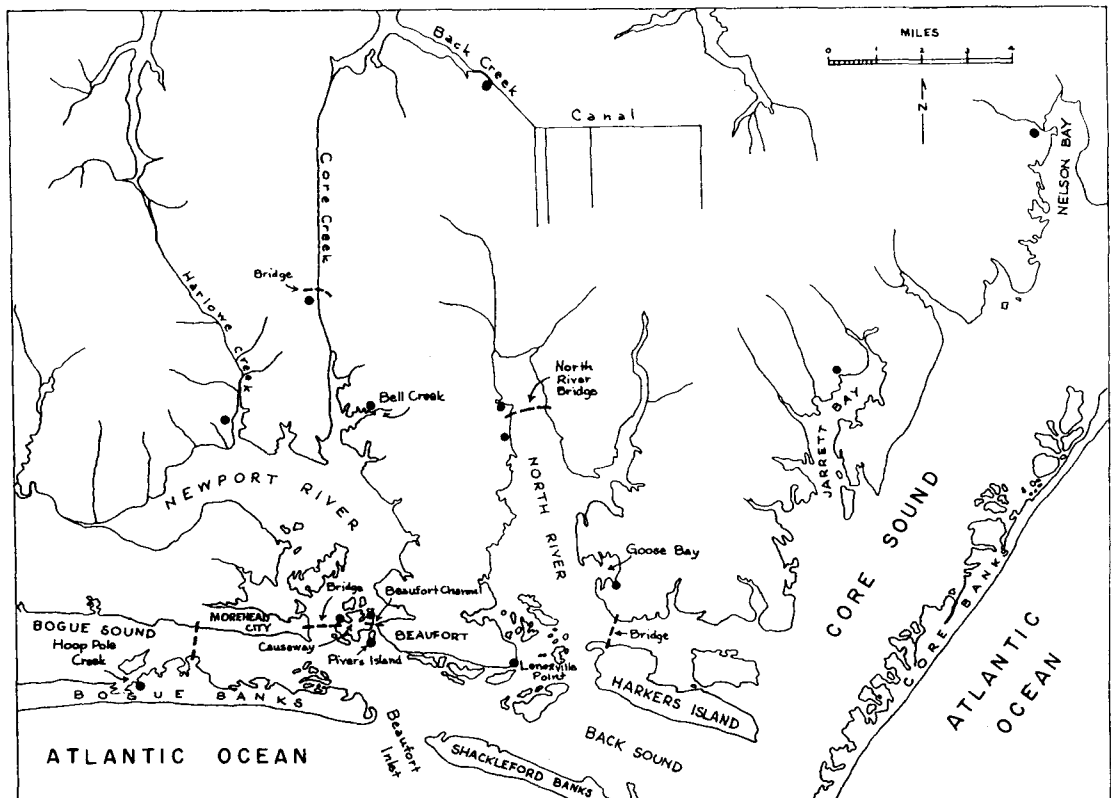 MILES
0 1 2 3 4
N
Back Creek
Canal
Core Creek
NELSON BAY
Harlowe Creek
Bridge
Bell Creek
North
River
Bridge
JARRETT BAY
NEWPORT RIVER
NORTH RIVER
CORE SOUND
Goose Bay
Bridge
Beaufort Channel
MOREHEAD
CITY
BEAUFORT
Causeway
Pivers Island
BOGUE SOUND
Hoop Pole
Creek
Lenoxville
Point
Bridge
HARKERS ISLAND
CORE BANKS
BOGUE BANKS
ATLANTIC OCEAN
Beaufort
Inlet
BACK SOUND
SHACKLEFORD BANKS
ATLANTIC
OCEAN